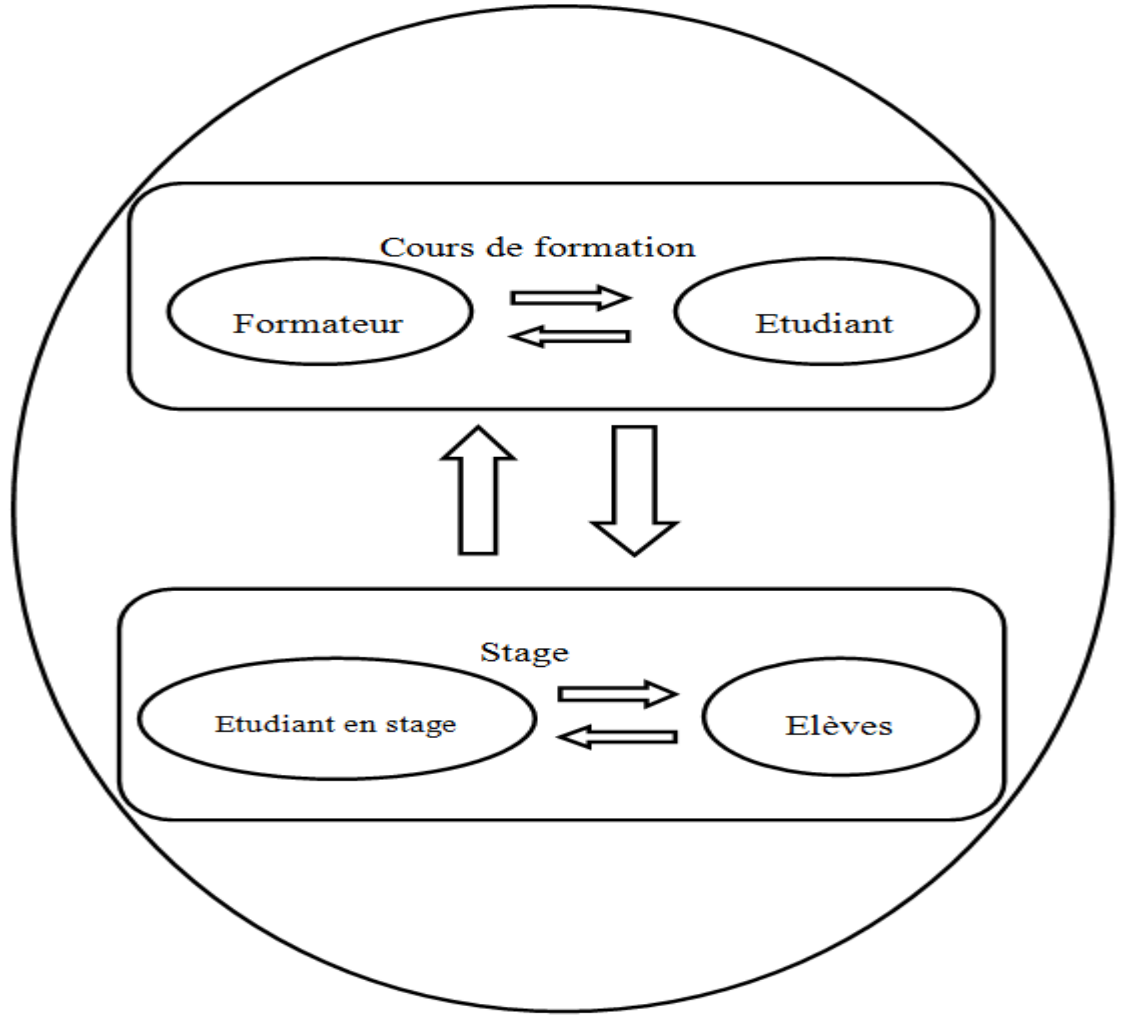 Cours de formation
Formateur
Etudiant
Stage
Etudiant en stage
Elèves